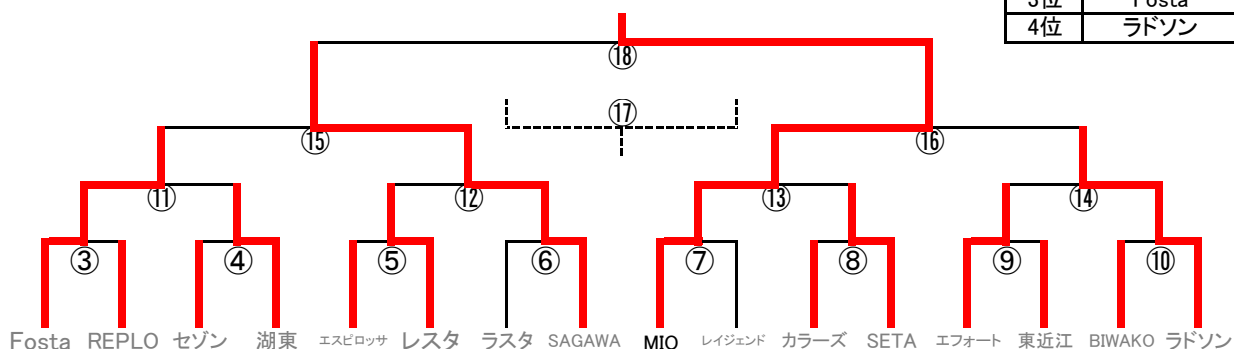 3位 Fosta
4位 ラドソン
⑱
⑰
⑮ ⑯
⑪ ⑫ ⑬ ⑭
③ ④ ⑤ ⑥ ⑦ ⑧ ⑨ ⑩
Fosta REPLO セゾン 湖東 エスピロッサ レスタ ラスタ SAGAWA MIO レイジェンド カラーズ SETA エフォート 東近江 BIWAKO ラドソン